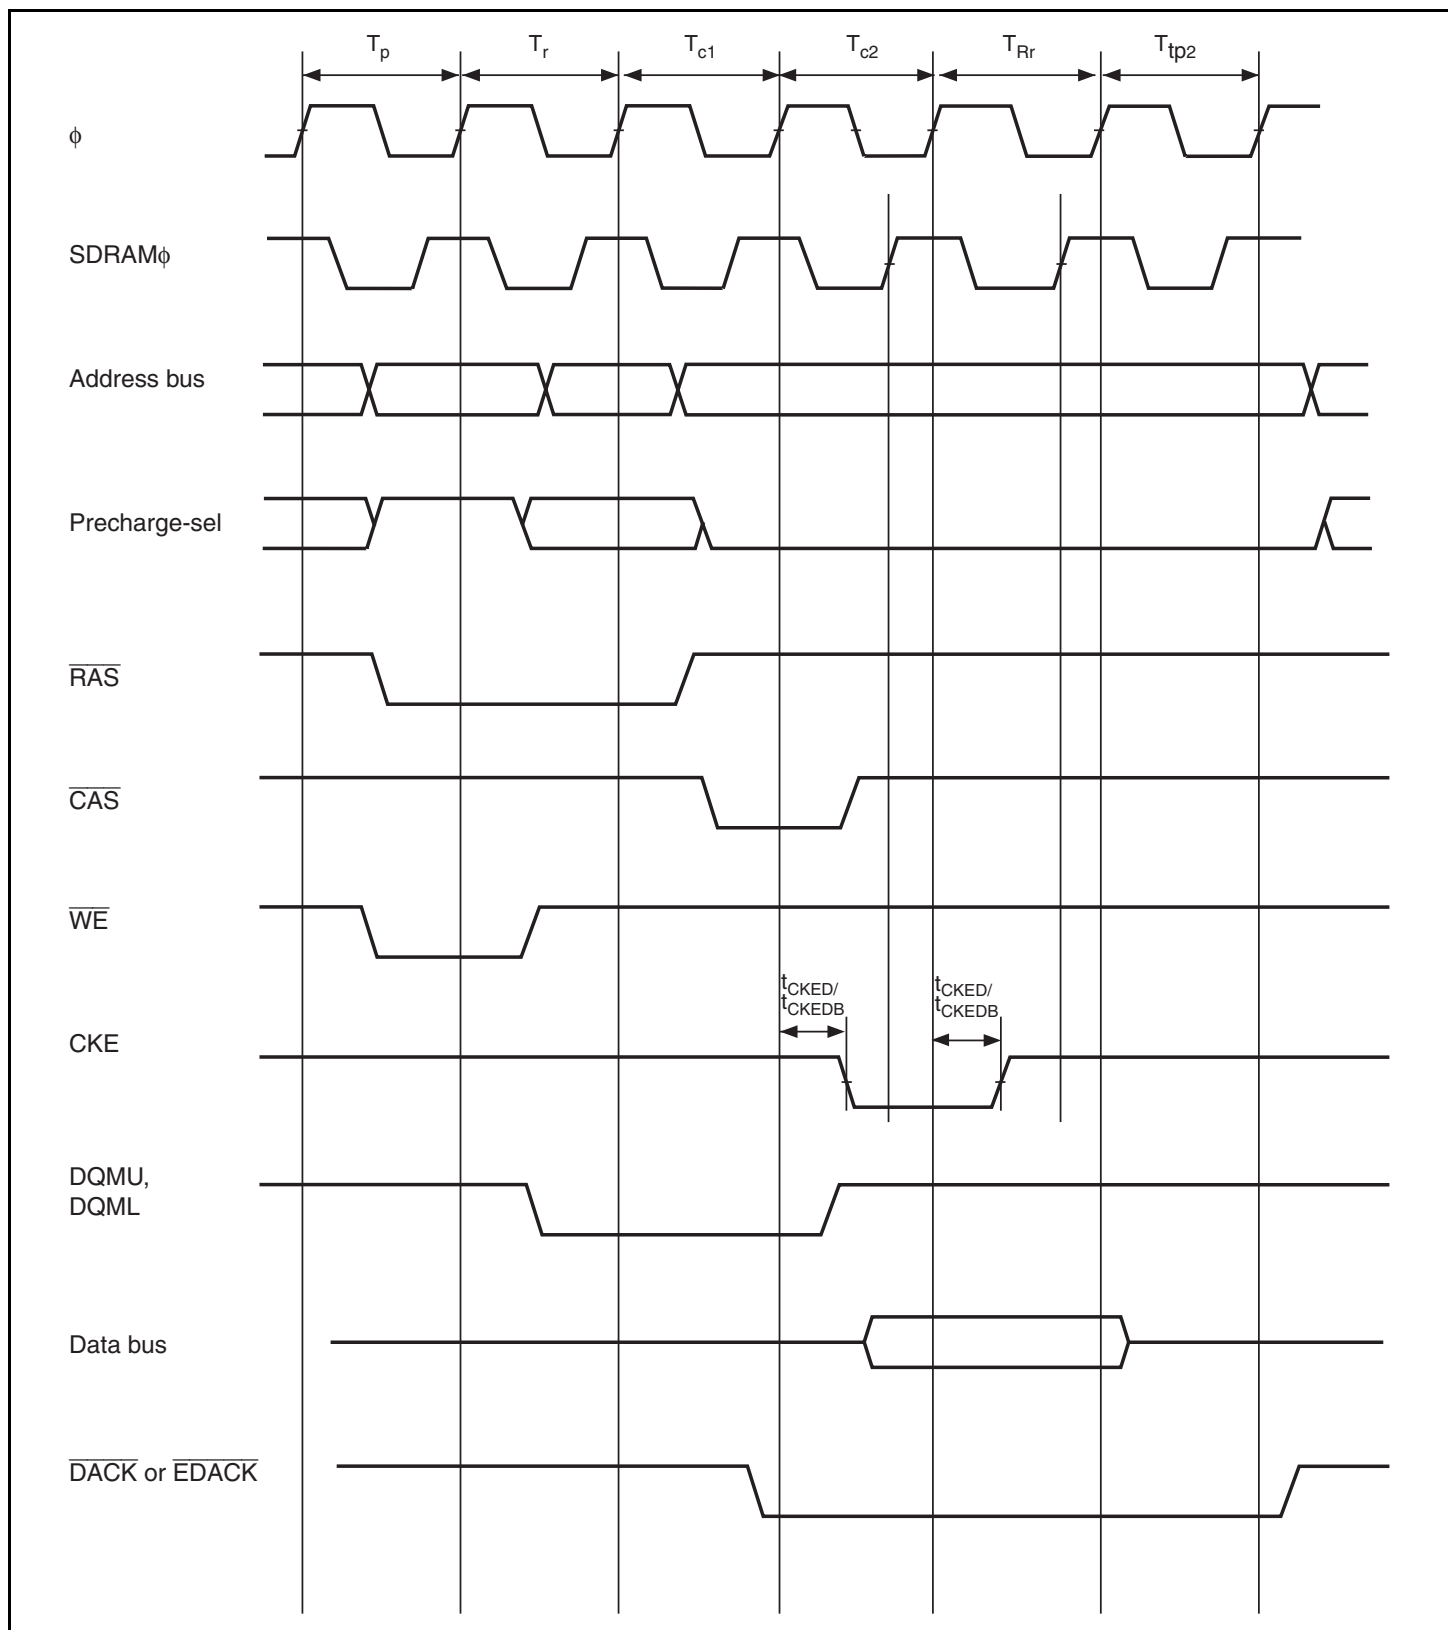 Tp Tr Tc1 Tc2 TRr Ttp2
ϕ
SDRAMϕ
Address bus
Precharge-sel
RAS
CAS
WE
tCKED/ tCKED/
tCKEDB tCKEDB
CKE
DQMU,
DQML
Data bus
DACK or EDACK